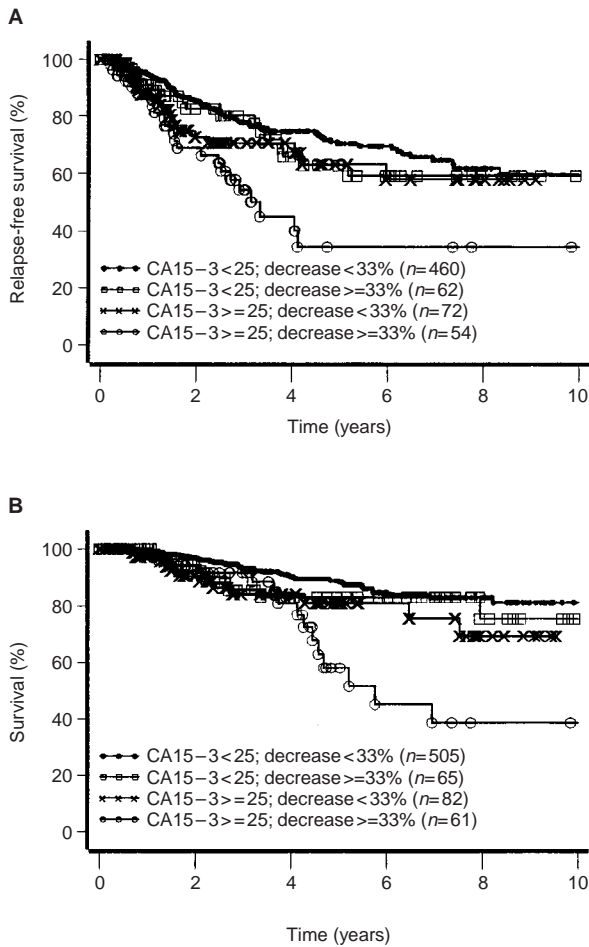 A
Relapse-free survival (%)
100
80
60
40
20
0
CA15–3<25; decrease<33% (n=460)
CA15–3<25; decrease>=33% (n=62)
CA15–3>=25; decrease<33% (n=72)
CA15–3>=25; decrease>=33% (n=54)
0 2 4 6 8 10
Time (years)
B
Survival (%)
100
80
60
40
20
0
CA15–3<25; decrease<33% (n=505)
CA15–3<25; decrease>=33% (n=65)
CA15–3>=25; decrease<33% (n=82)
CA15–3>=25; decrease>=33% (n=61)
0 2 4 6 8 10
Time (years)